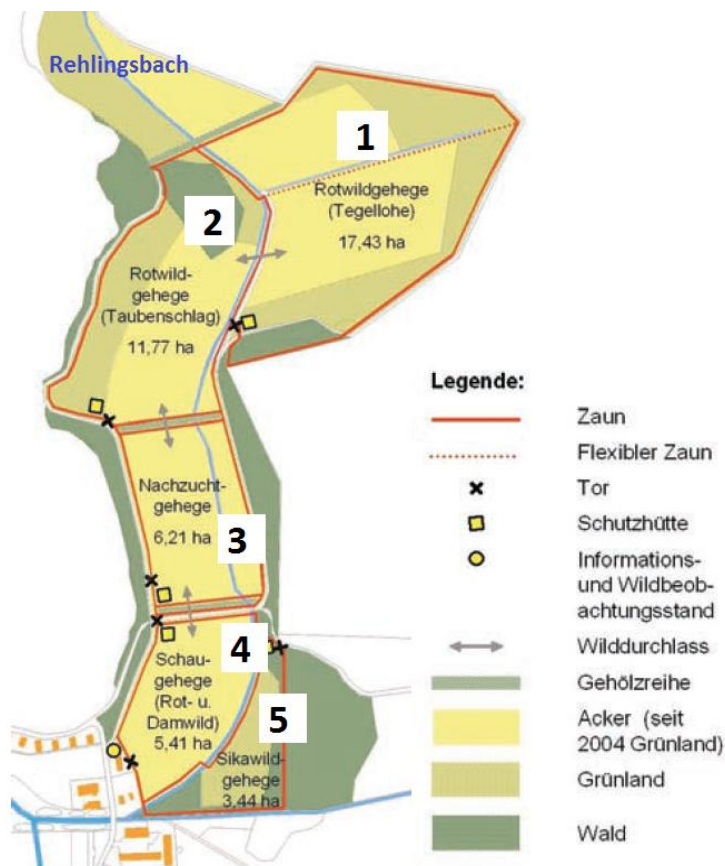 Rehlingsbach
1
Rotwildgehege
(Tegellohe)
17,43 ha
2
Rotwild-
gehege
(Taubenschlag)
11,77 ha
Nachzucht-
gehege
6,21 ha
3
4
Schau-
gehege
(Rot- u.
Damwild)
5,41 ha
5
Sikawild-
gehege
3,44 ha
Legende:
Zaun
Flexibler Zaun
Tor
Schutzhütte
Informations-
und Wildbeob-
achtungsstand
Wilddurchlass
Gehölzreihe
Acker (seit
2004 Grünland)
Grünland
Wald